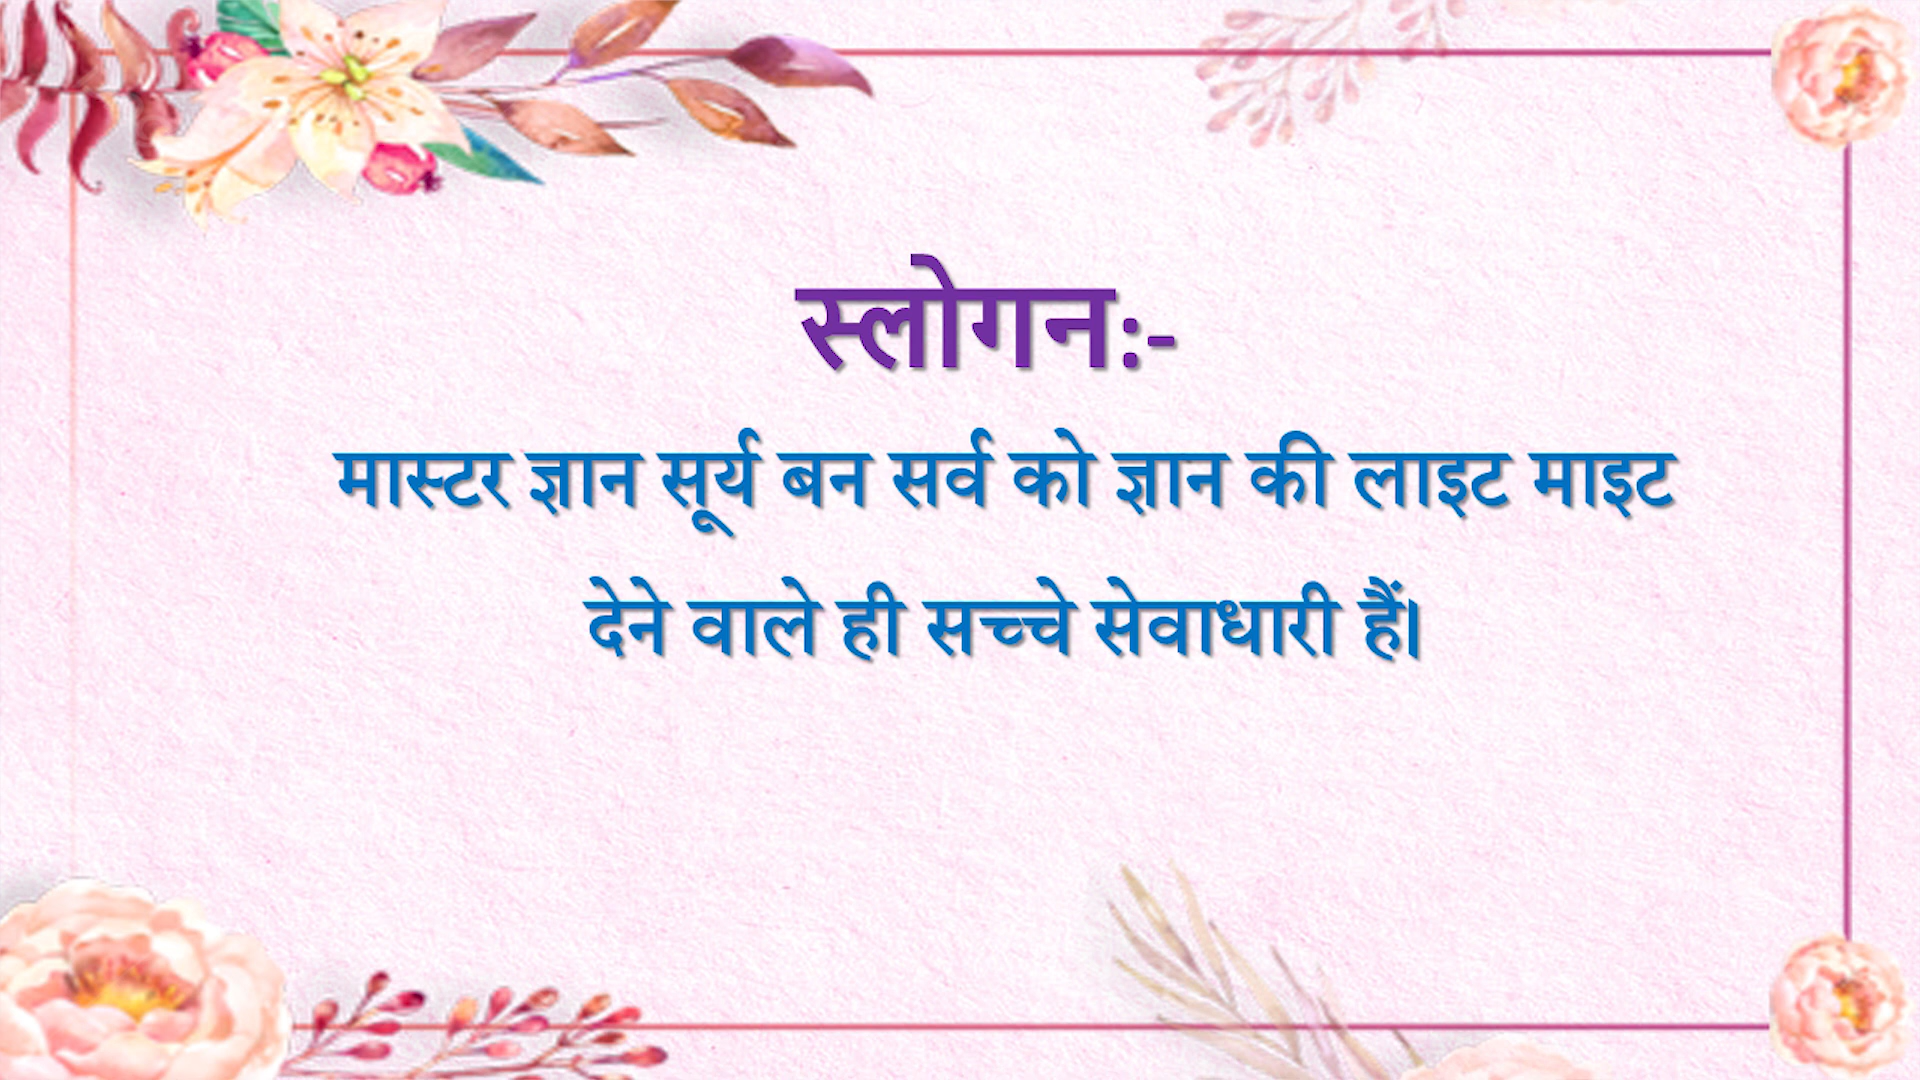 स्लोगन:-
मास्टर ज्ञान सूर्य बन सर्व को ज्ञान की लाइट माइट
देने वाले ही सच्चे सेवाधारी हैं।